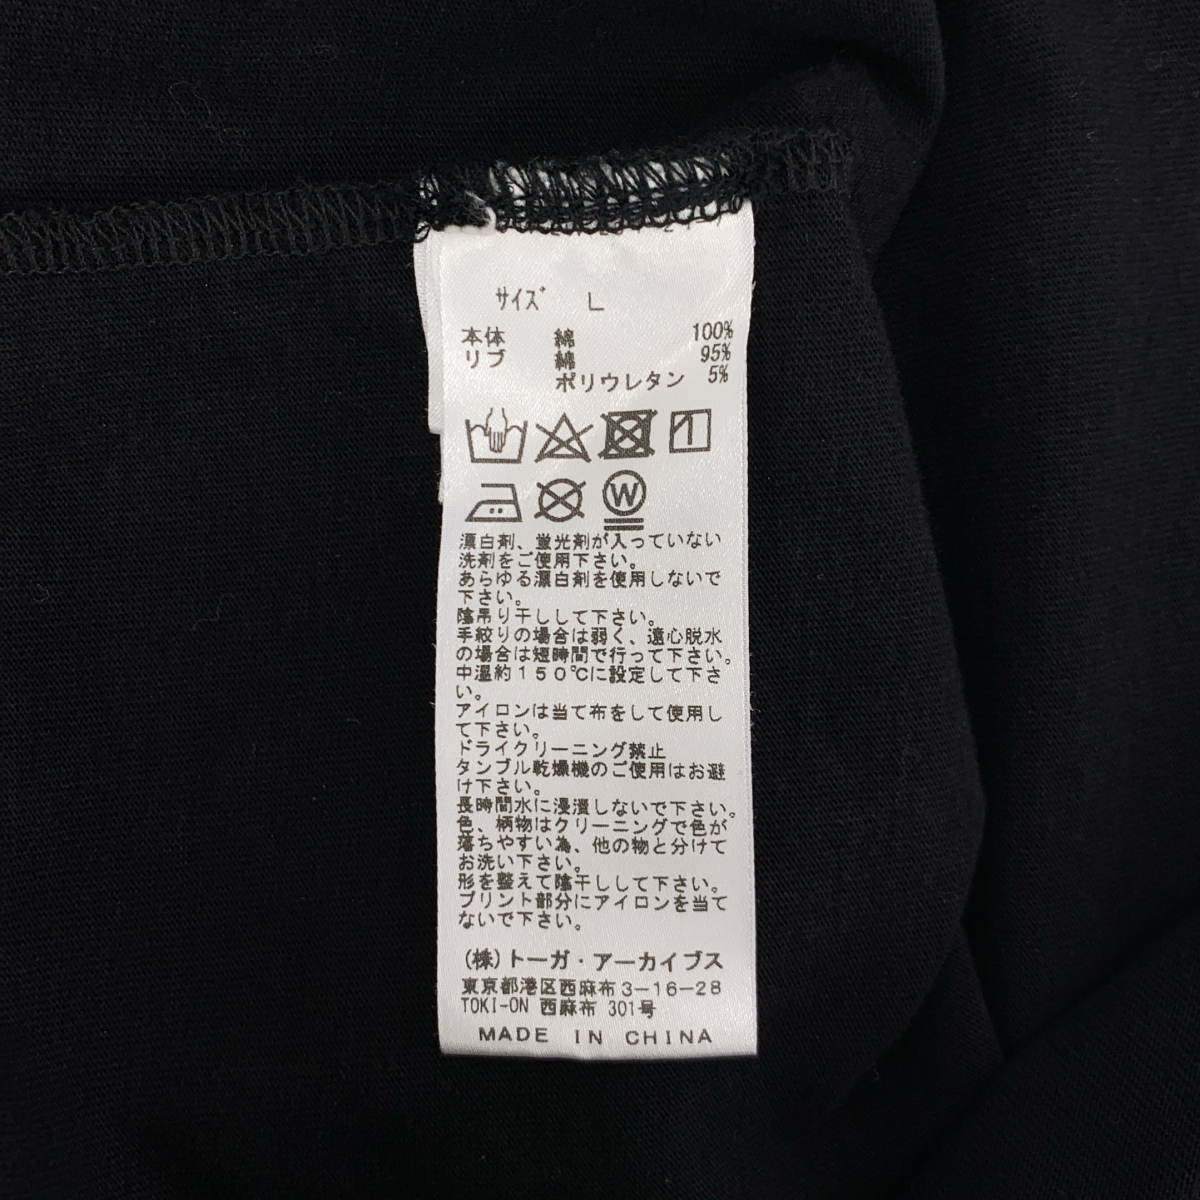 ｻｲｽﾞ L
本体 綿 100%
リブ 綿 95%
ポリウレタン 5%
W
漂白剤、蛍光剤が入っていない
洗剤をご使用下さい。
あらゆる漂白剤を使用しないで
下さい。
陰吊り干しして下さい。
手絞りの場合は弱く、遠心脱水
の場合は短時間で行って下さい。
中温約１５０℃に設定して下さ
い。
アイロンは当て布をして使用し
て下さい。
ドライクリーニング禁止
タンブル乾燥機のご使用はお避
け下さい。
長時間水に浸漬しないで下さい。
色、柄物はクリーニングで色が
落ちやすい為、他の物と分けて
お洗い下さい。
形を整えて陰干しして下さい。
プリント部分にアイロンを当て
ないで下さい。
(株)トーガ・アーカイブス
東京都港区西麻布3-16-28
TOKI-ON 西麻布 301号
MADE IN CHINA